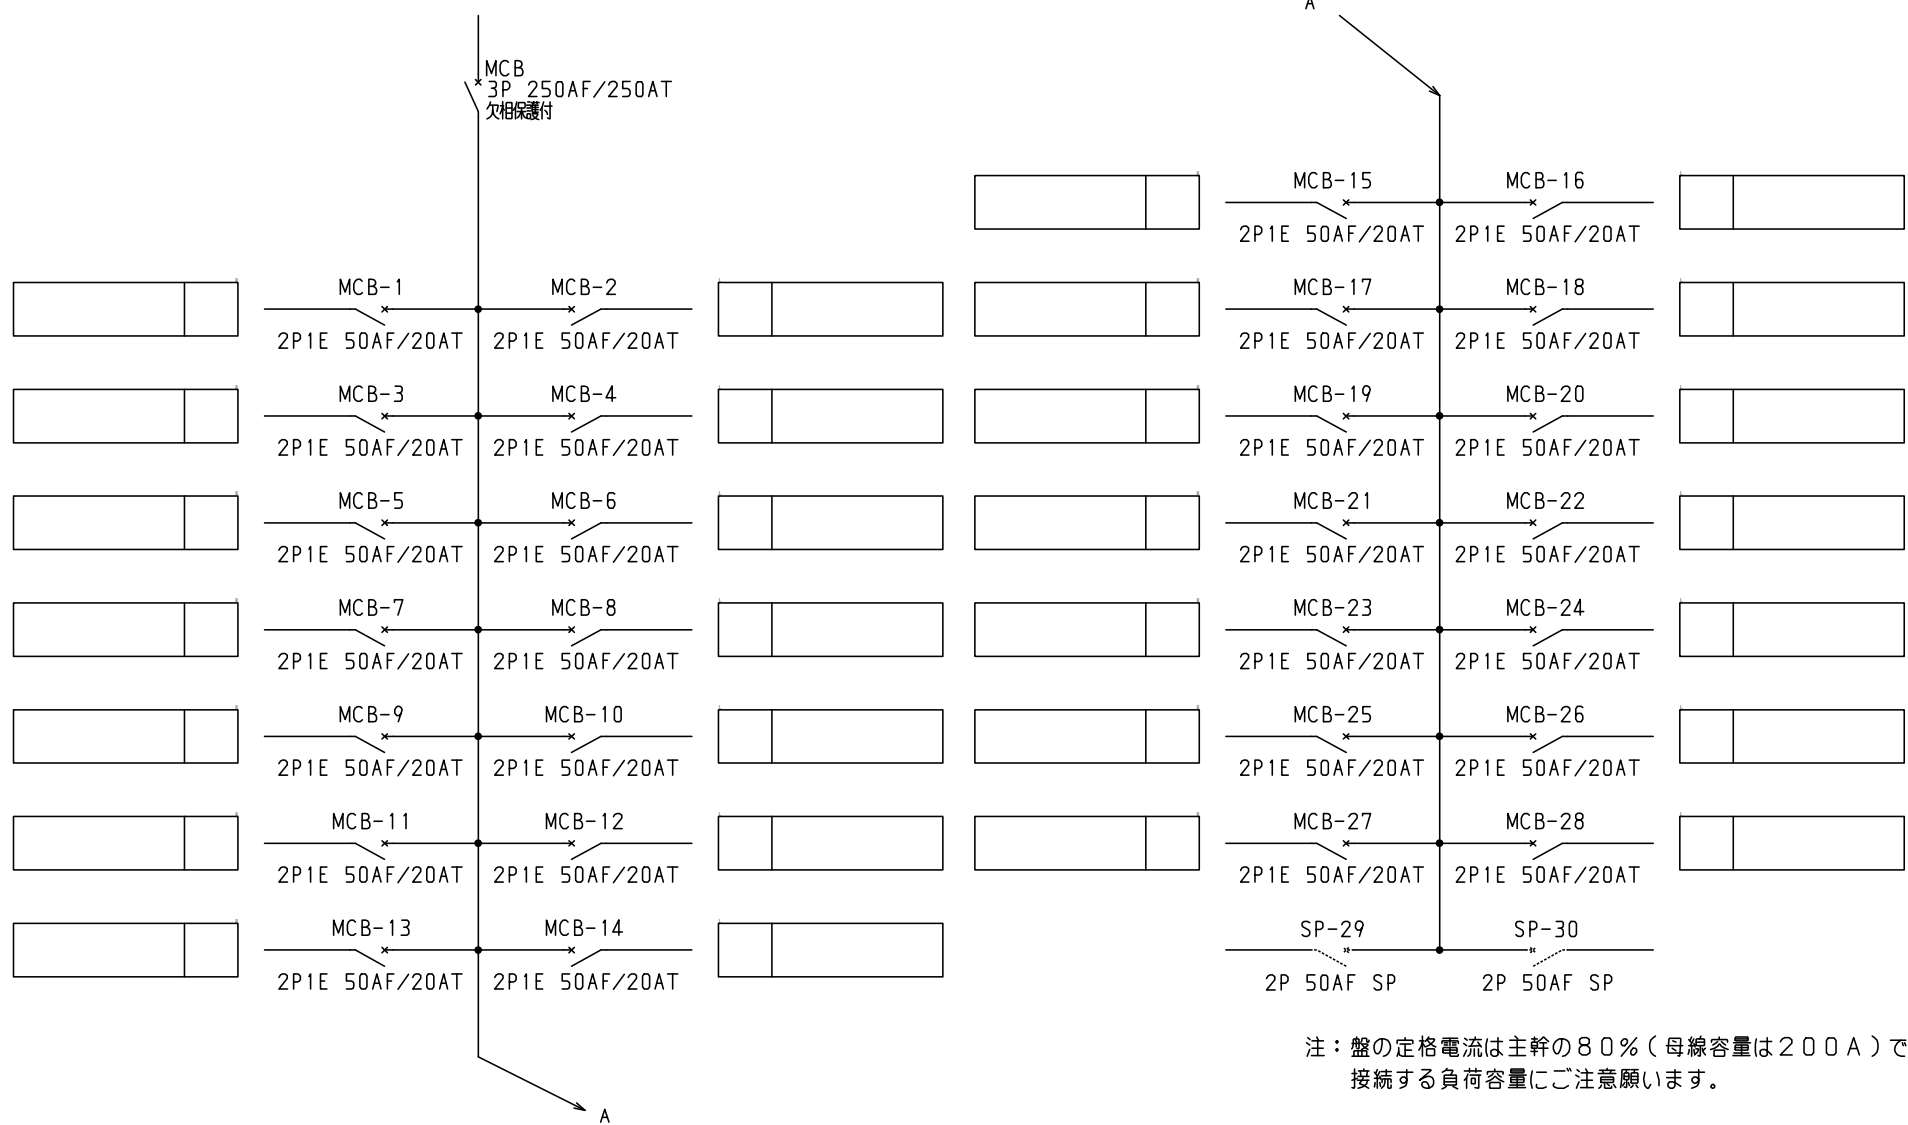 MCB
3P 250AF/250AT
欠相保護付
MCB-1 MCB-2
2P1E 50AF/20AT 2P1E 50AF/20AT
MCB-3 MCB-4
2P1E 50AF/20AT 2P1E 50AF/20AT
MCB-5 MCB-6
2P1E 50AF/20AT 2P1E 50AF/20AT
MCB-7 MCB-8
2P1E 50AF/20AT 2P1E 50AF/20AT
MCB-9 MCB-10
2P1E 50AF/20AT 2P1E 50AF/20AT
MCB-11 MCB-12
2P1E 50AF/20AT 2P1E 50AF/20AT
MCB-13 MCB-14
2P1E 50AF/20AT 2P1E 50AF/20AT
A
A
MCB-15 MCB-16
2P1E 50AF/20AT 2P1E 50AF/20AT
MCB-17 MCB-18
2P1E 50AF/20AT 2P1E 50AF/20AT
MCB-19 MCB-20
2P1E 50AF/20AT 2P1E 50AF/20AT
MCB-21 MCB-22
2P1E 50AF/20AT 2P1E 50AF/20AT
MCB-23 MCB-24
2P1E 50AF/20AT 2P1E 50AF/20AT
MCB-25 MCB-26
2P1E 50AF/20AT 2P1E 50AF/20AT
MCB-27 MCB-28
2P1E 50AF/20AT 2P1E 50AF/20AT
SP-29 SP-30
2P 50AF SP 2P 50AF SP
注：盤の定格電流は主幹の８０％（母線容量は２００Ａ）で
接続する負荷容量にご注意願います。